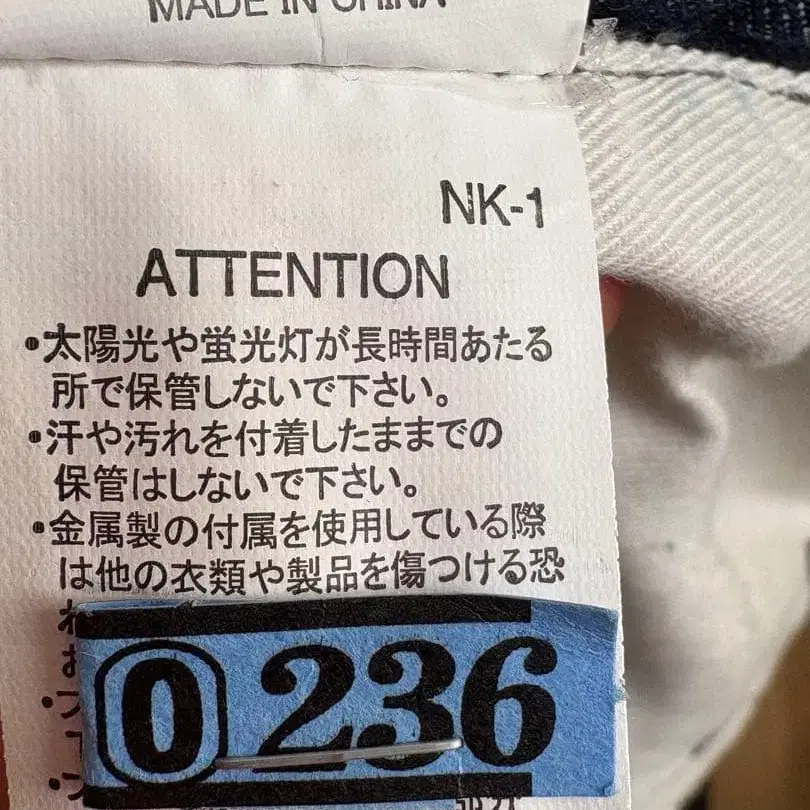 MADE IN CHINA
NK-1
ATTENTION
・太陽光や蛍光灯が長時間あたる
所で保管しないで下さい。
・汗や汚れを付着したままでの
保管はしないで下さい。
・金属製の付属を使用している際
は他の衣類や製品を傷つける恐
0 236